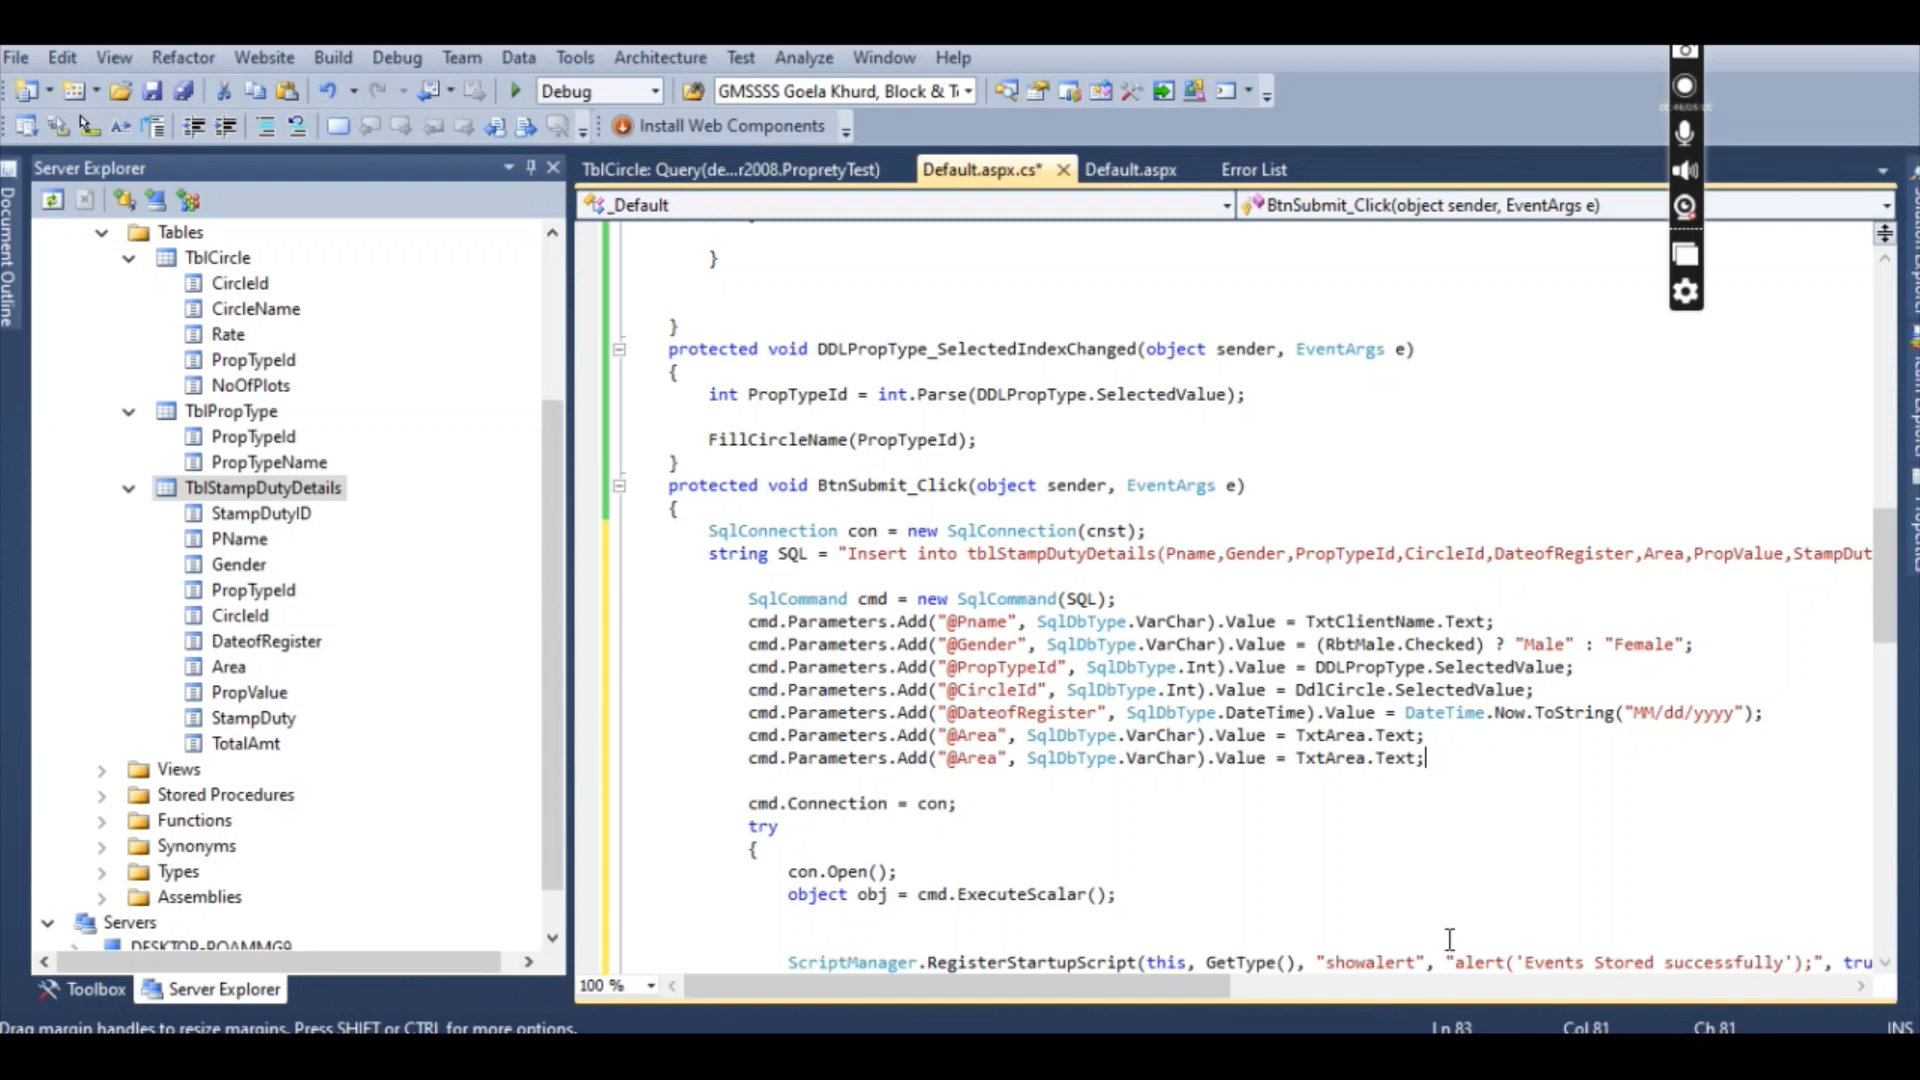 File Edit View Refactor Website Build Debug Team Data Tools Architecture Test Analyze Window Help
Debug GMSSSS Goela Khurd, Block & T
Install Web Components
Server Explorer
TblCircle: Query(de...r2008.PropretyTest) Default.aspx.cs* Default.aspx Error List
_Default BtnSubmit_Click(object sender, EventArgs e)
Document Outline
Tables
TblCircle
CircleId
CircleName
Rate
PropTypeId
NoOfPlots
TblPropType
PropTypeId
PropTypeName
TblStampDutyDetails
StampDutyID
PName
Gender
PropTypeId
CircleId
DateofRegister
Area
PropValue
StampDuty
TotalAmt
Views
Stored Procedures
Functions
Synonyms
Types
Assemblies
Servers
DESKTOP-ROAMMG9
Toolbox Server Explorer
}
}
protected void DDLPropType_SelectedIndexChanged(object sender, EventArgs e)
{
int PropTypeId = int.Parse(DDLPropType.SelectedValue);
FillCircleName(PropTypeId);
}
protected void BtnSubmit_Click(object sender, EventArgs e)
{
SqlConnection con = new SqlConnection(cnst);
string SQL = "Insert into tblStampDutyDetails(Pname,Gender,PropTypeId,CircleId,DateofRegister,Area,PropValue,StampDut
SqlCommand cmd = new SqlCommand(SQL);
cmd.Parameters.Add("@Pname", SqlDbType.VarChar).Value = TxtClientName.Text;
cmd.Parameters.Add("@Gender", SqlDbType.VarChar).Value = (RbtMale.Checked) ? "Male" : "Female";
cmd.Parameters.Add("@PropTypeId", SqlDbType.Int).Value = DDLPropType.SelectedValue;
cmd.Parameters.Add("@CircleId", SqlDbType.Int).Value = DdlCircle.SelectedValue;
cmd.Parameters.Add("@DateofRegister", SqlDbType.DateTime).Value = DateTime.Now.ToString("MM/dd/yyyy");
cmd.Parameters.Add("@Area", SqlDbType.VarChar).Value = TxtArea.Text;
cmd.Parameters.Add("@Area", SqlDbType.VarChar).Value = TxtArea.Text;
cmd.Connection = con;
try
{
con.Open();
object obj = cmd.ExecuteScalar();
ScriptManager.RegisterStartupScript(this, GetType(), "showalert", "alert('Events Stored successfully');", tru
100 %
Drag margin handles to resize margins. Press SHIFT or CTRL for more options.
Ln 83 Col 81 Ch 81 INS